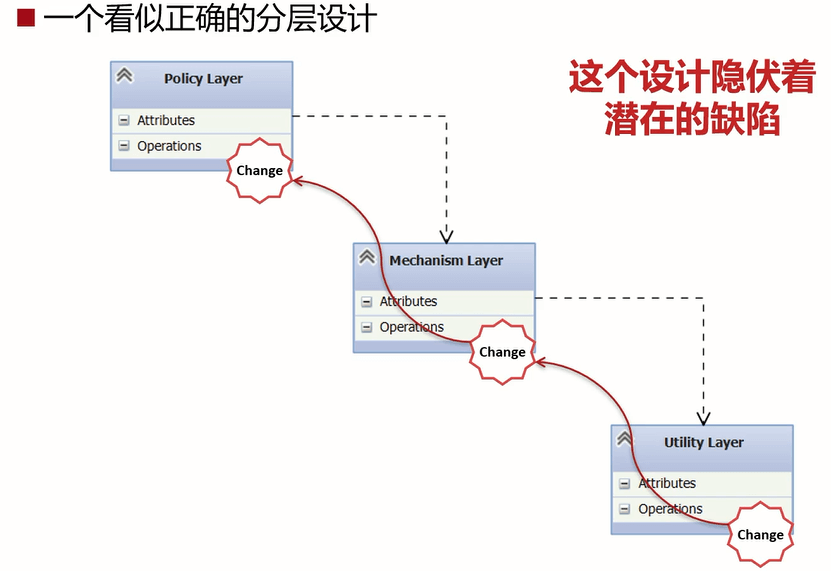 一个看似正确的分层设计
这个设计隐伏着
潜在的缺陷
Policy Layer
Attributes
Operations
Change
Mechanism Layer
Attributes
Operations
Change
Utility Layer
Attributes
Operations
Change